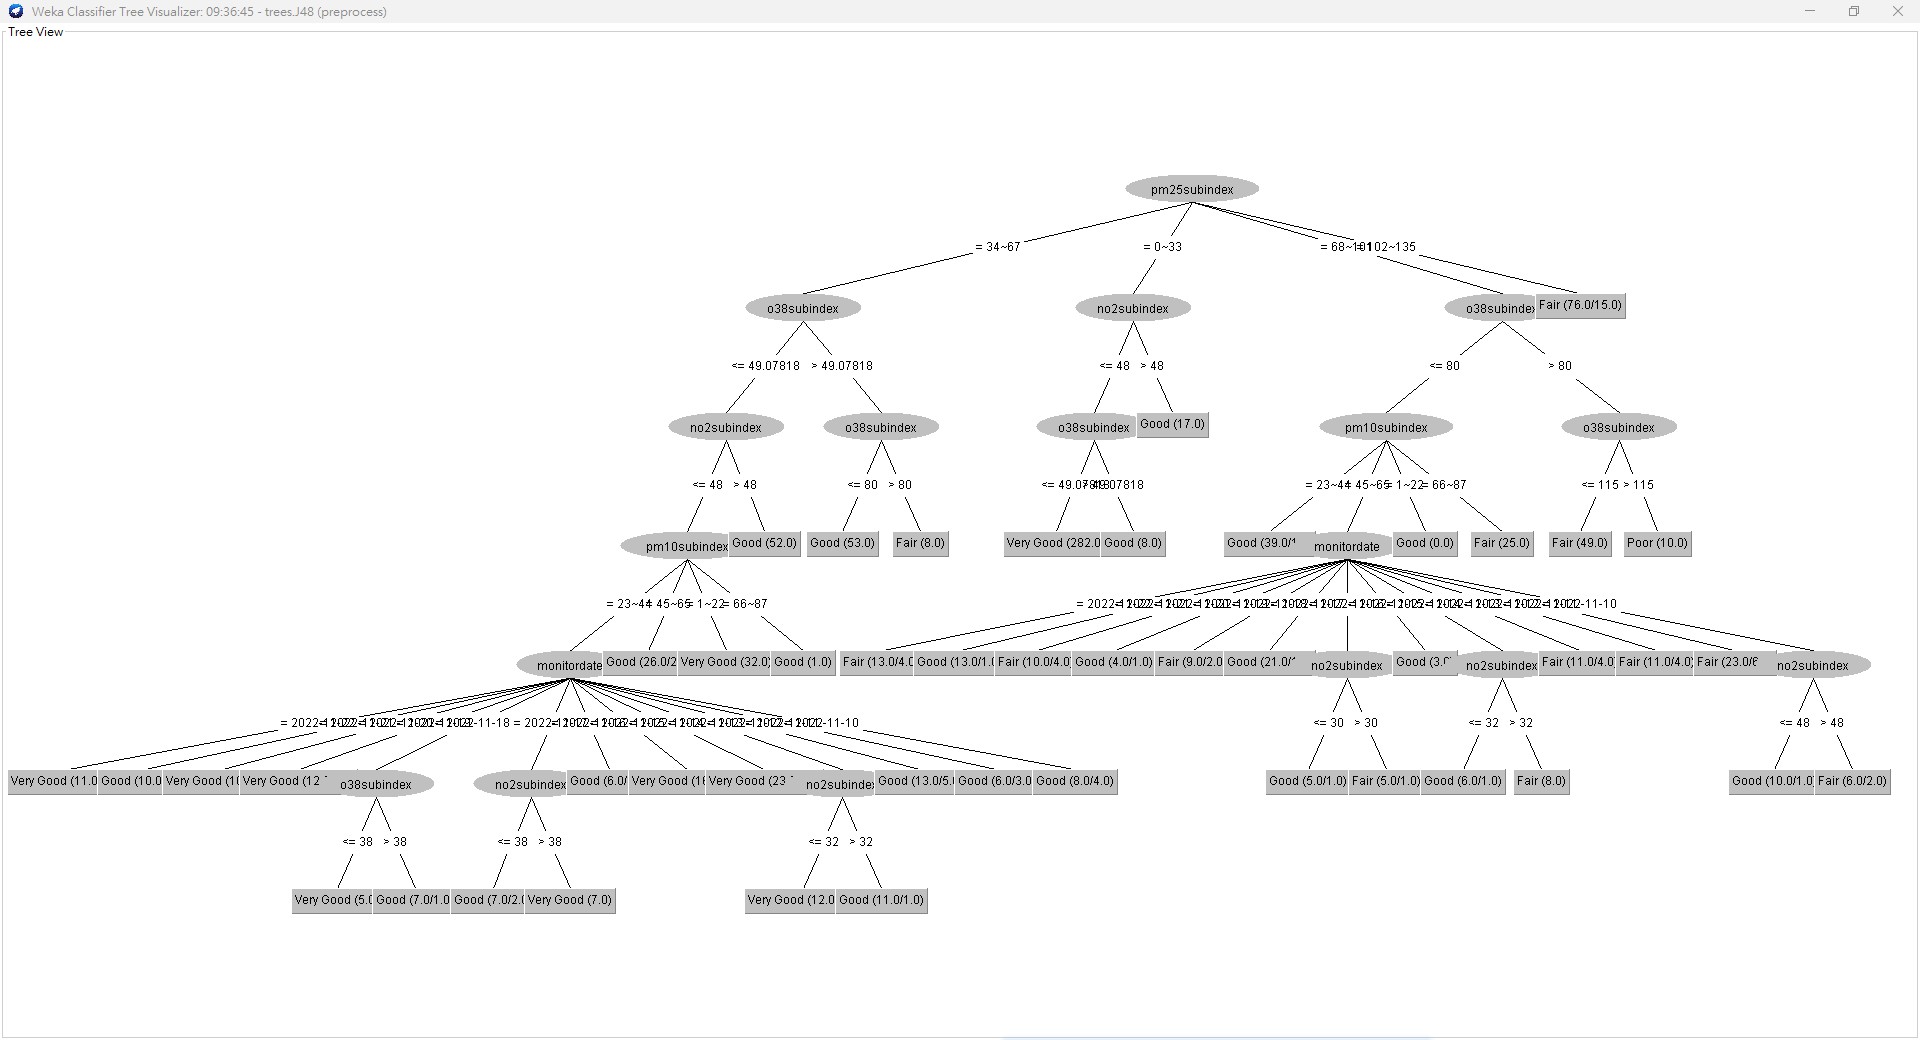 Weka Classifier Tree Visualizer: 09:36:45 - trees.J48 (preprocess)
Tree View
pm25subindex
= 34~67
= 0~33
= 68~101
= 102~135
o38subindex
no2subindex
o38subindex
Fair (76.0/15.0)
<= 49.07818
> 49.07818
<= 48
> 48
<= 80
> 80
no2subindex
o38subindex
o38subindex
Good (17.0)
pm10subindex
o38subindex
<= 48
> 48
<= 80
> 80
<= 49.07818
> 49.07818
= 23~44
= 45~65
= 1~22
= 66~87
<= 115
> 115
pm10subindex
Good (52.0)
Good (53.0)
Fair (8.0)
Very Good (282.0
Good (8.0)
Good (39.0/
monitordate
Good (0.0)
Fair (25.0)
Fair (49.0)
Poor (10.0)
= 23~44
= 45~65
= 1~22
= 66~87
monitordate
Good (26.0/2
Very Good (32.0)
Good (1.0)
Fair (13.0/4.0
Good (13.0/1.0
Fair (10.0/4.0
Good (4.0/1.0)
Fair (9.0/2.0
Good (21.0/
no2subindex
Good (3.0
no2subindex
Fair (11.0/4.0)
Fair (11.0/4.0)
Fair (23.0/6
no2subindex
<= 30
> 30
<= 32
> 32
<= 48
> 48
Very Good (11.0
Good (10.0
Very Good (10
Very Good (12
o38subindex
no2subindex
Good (6.0/
Very Good (16
Very Good (23
no2subindex
Good (13.0/5.
Good (6.0/3.0
Good (8.0/4.0)
Good (5.0/1.0)
Fair (5.0/1.0)
Good (6.0/1.0)
Fair (8.0)
Good (10.0/1.0
Fair (6.0/2.0)
<= 38
> 38
<= 38
> 38
<= 32
> 32
Very Good (5.0
Good (7.0/1.0
Good (7.0/2.0
Very Good (7.0)
Very Good (12.0
Good (11.0/1.0)